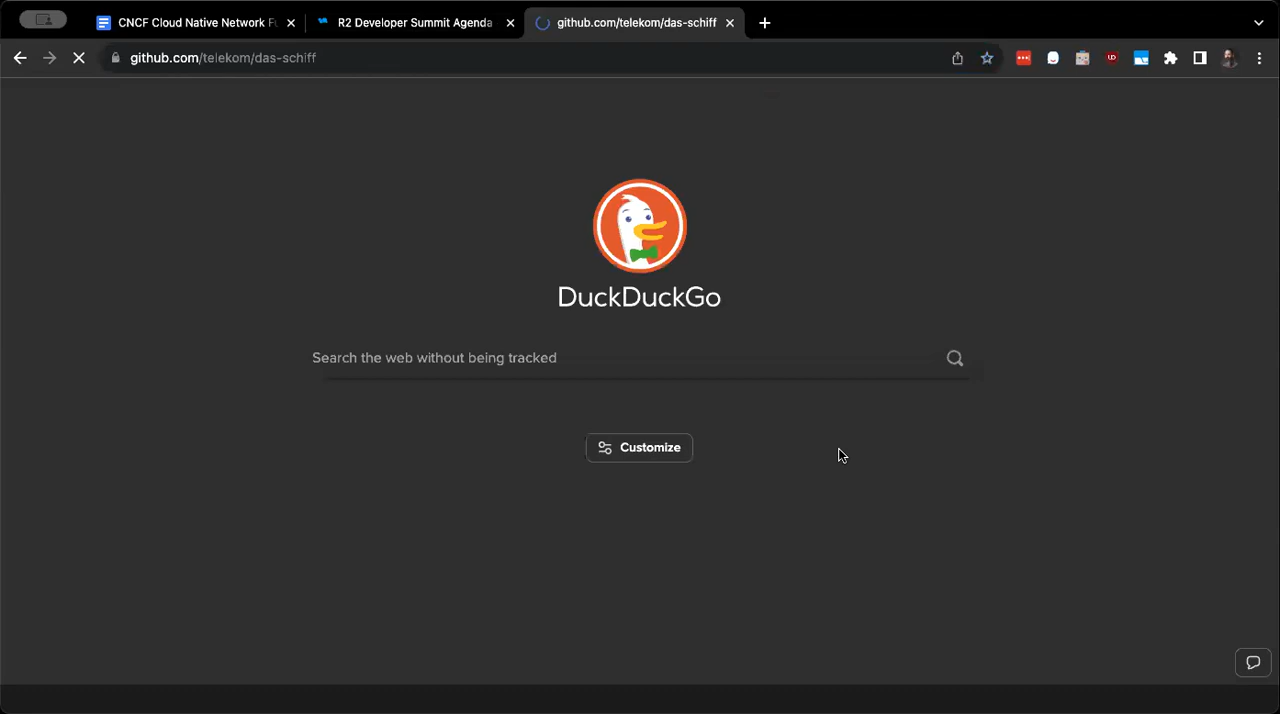 CNCF Cloud Native Network Fu
R2 Developer Summit Agenda
github.com/telekom/das-schiff
github.com/telekom/das-schiff
DuckDuckGo
Search the web without being tracked
Customize